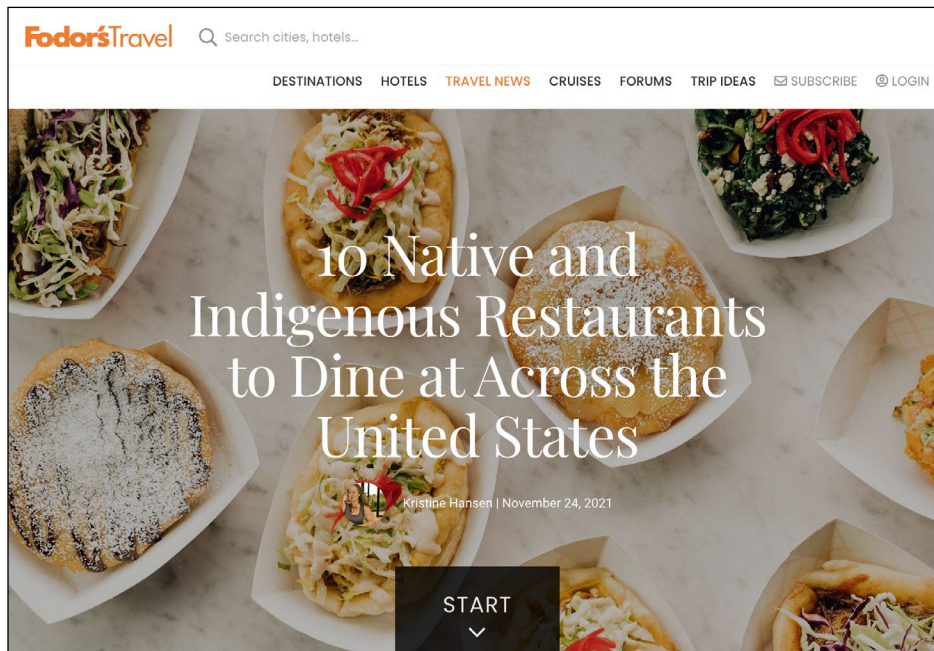 Fodor'sTravel
Search cities, hotels...
DESTINATIONS HOTELS TRAVEL NEWS CRUISES FORUMS TRIP IDEAS SUBSCRIBE LOGIN
10 Native and
Indigenous Restaurants
to Dine at Across the
United States
Kristine Hansen | November 24, 2021
START